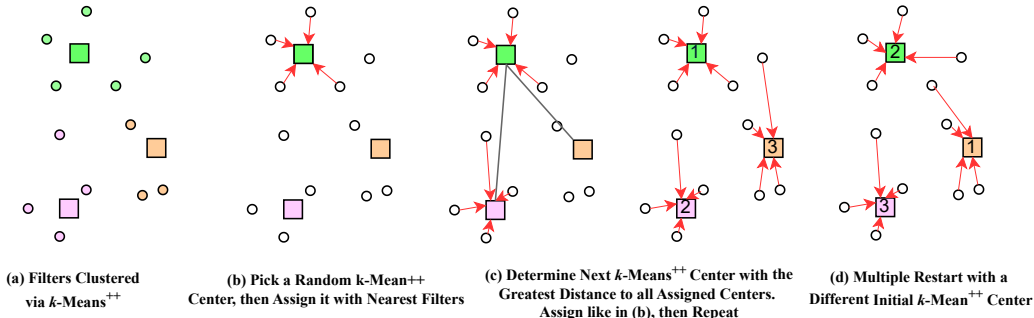 1
3
2
2
1
3
(a) Filters Clustered
via k-Means++
(b) Pick a Random k-Mean++
Center, then Assign it with Nearest Filters
(c) Determine Next k-Means++ Center with the
Greatest Distance to all Assigned Centers.
Assign like in (b), then Repeat
(d) Multiple Restart with a
Different Initial k-Mean++ Center